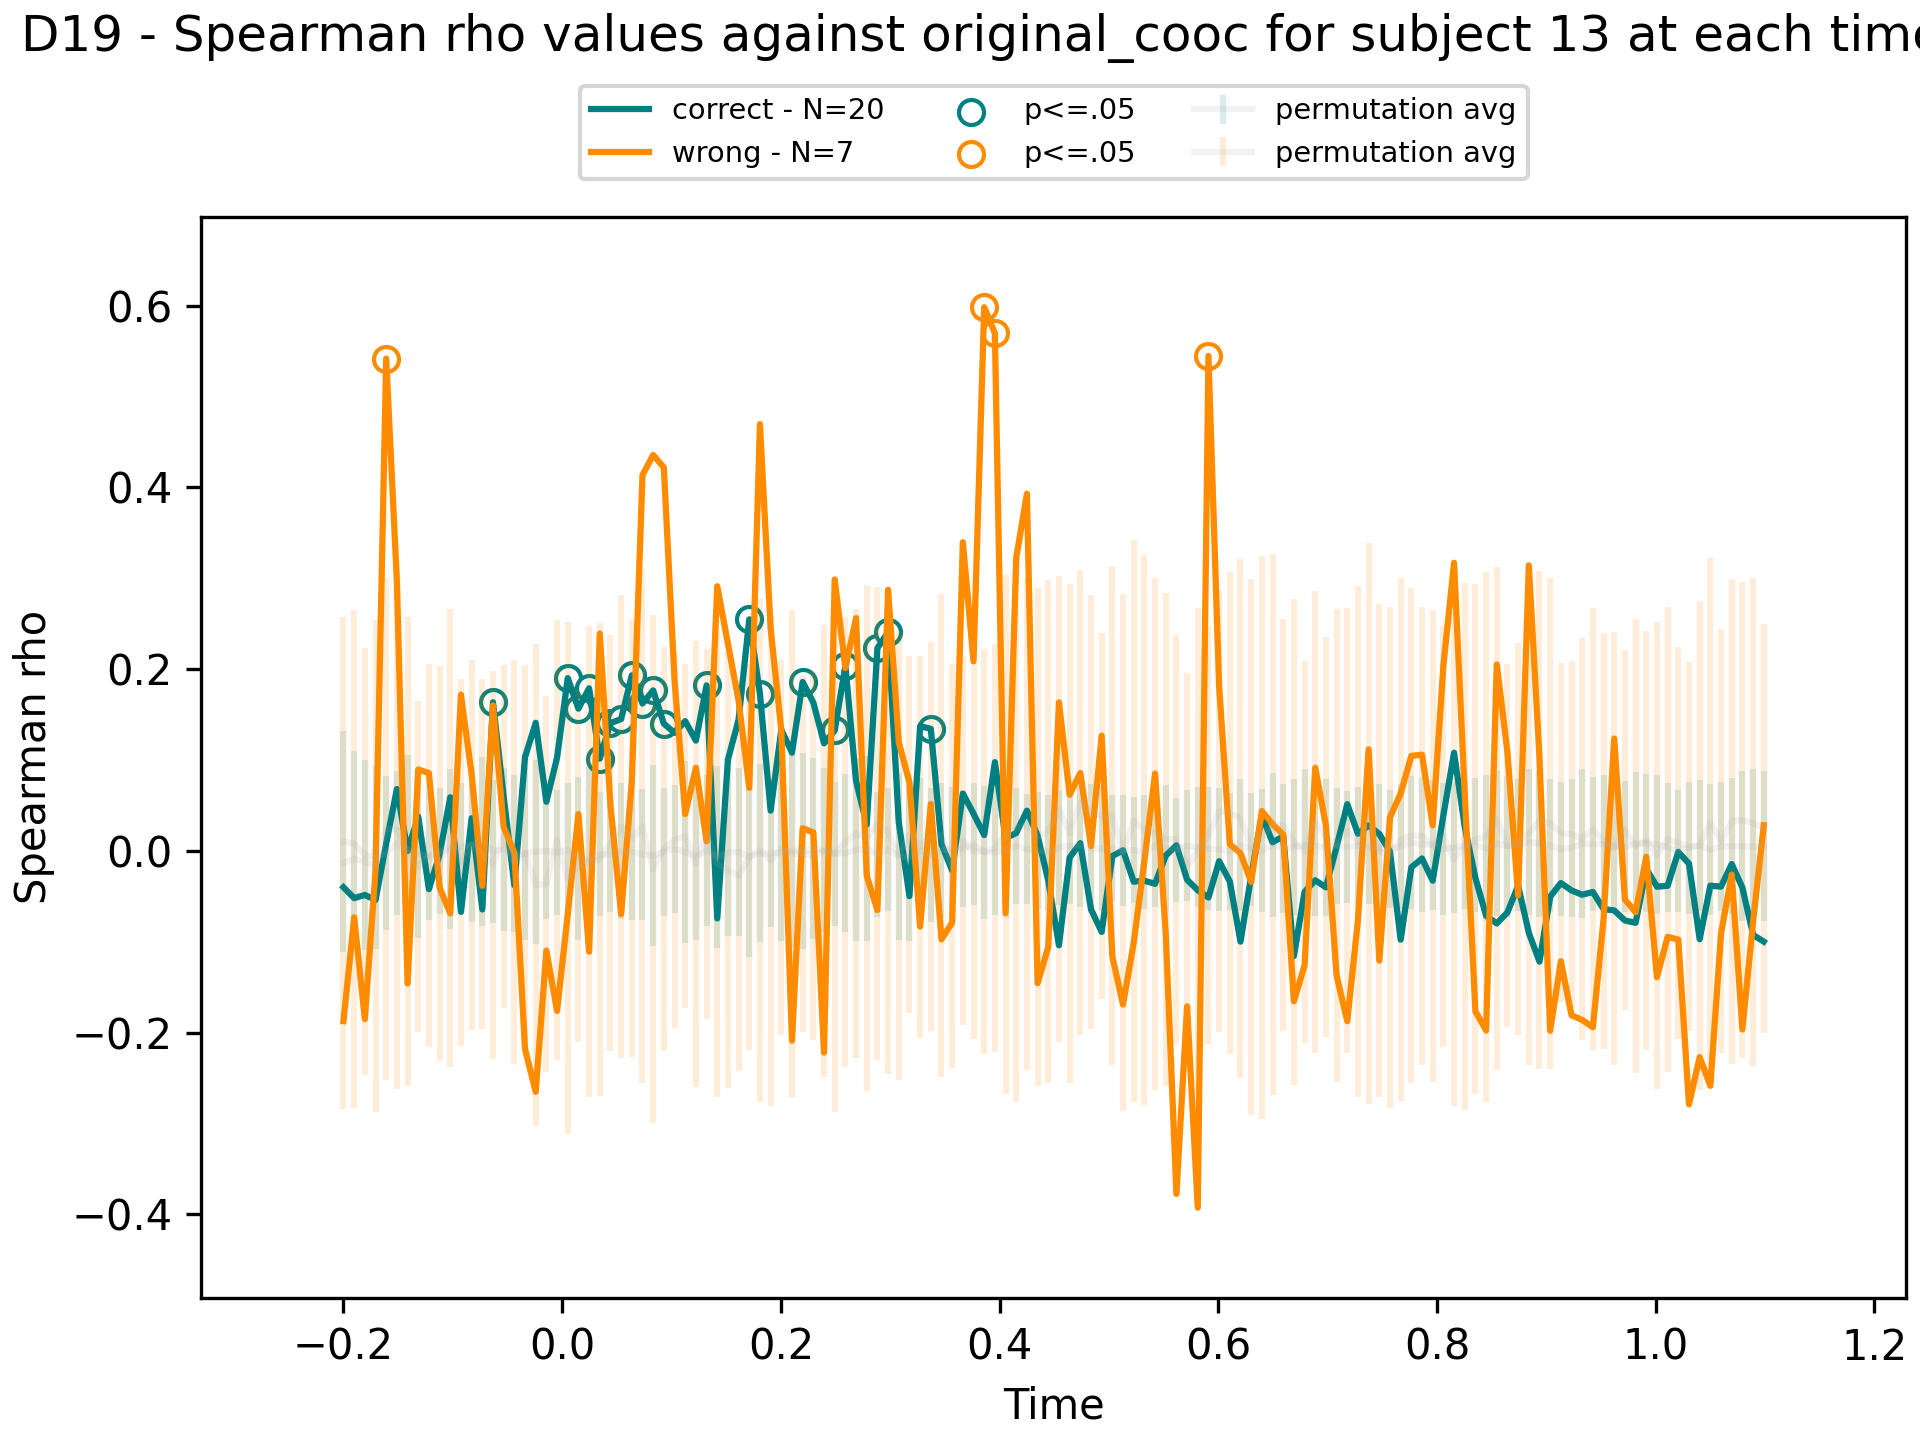 D19 - Spearman rho values against original_cooc for subject 13 at each time
correct - N=20
wrong - N=7
p<=.05
p<=.05
permutation avg
permutation avg
Spearman rho
0.6
0.4
0.2
0.0
−0.2
−0.4
−0.2 0.0 0.2 0.4 0.6 0.8 1.0 1.2
Time